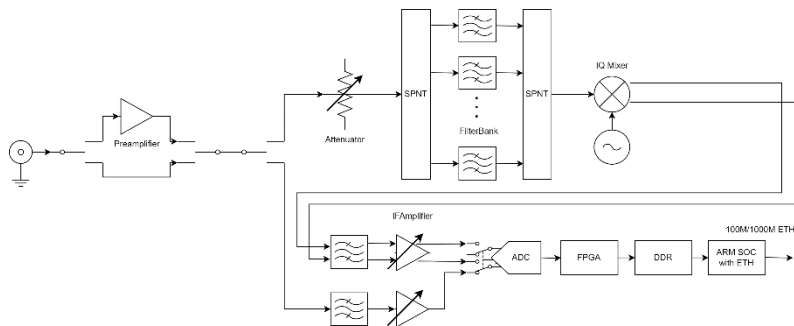 IQ Mixer
SPNT
SPNT
Preamplifier
Attenuator
FilterBank
IFAmplifier
100M/1000M ETH
ADC
FPGA
DDR
ARM SOC
with ETH